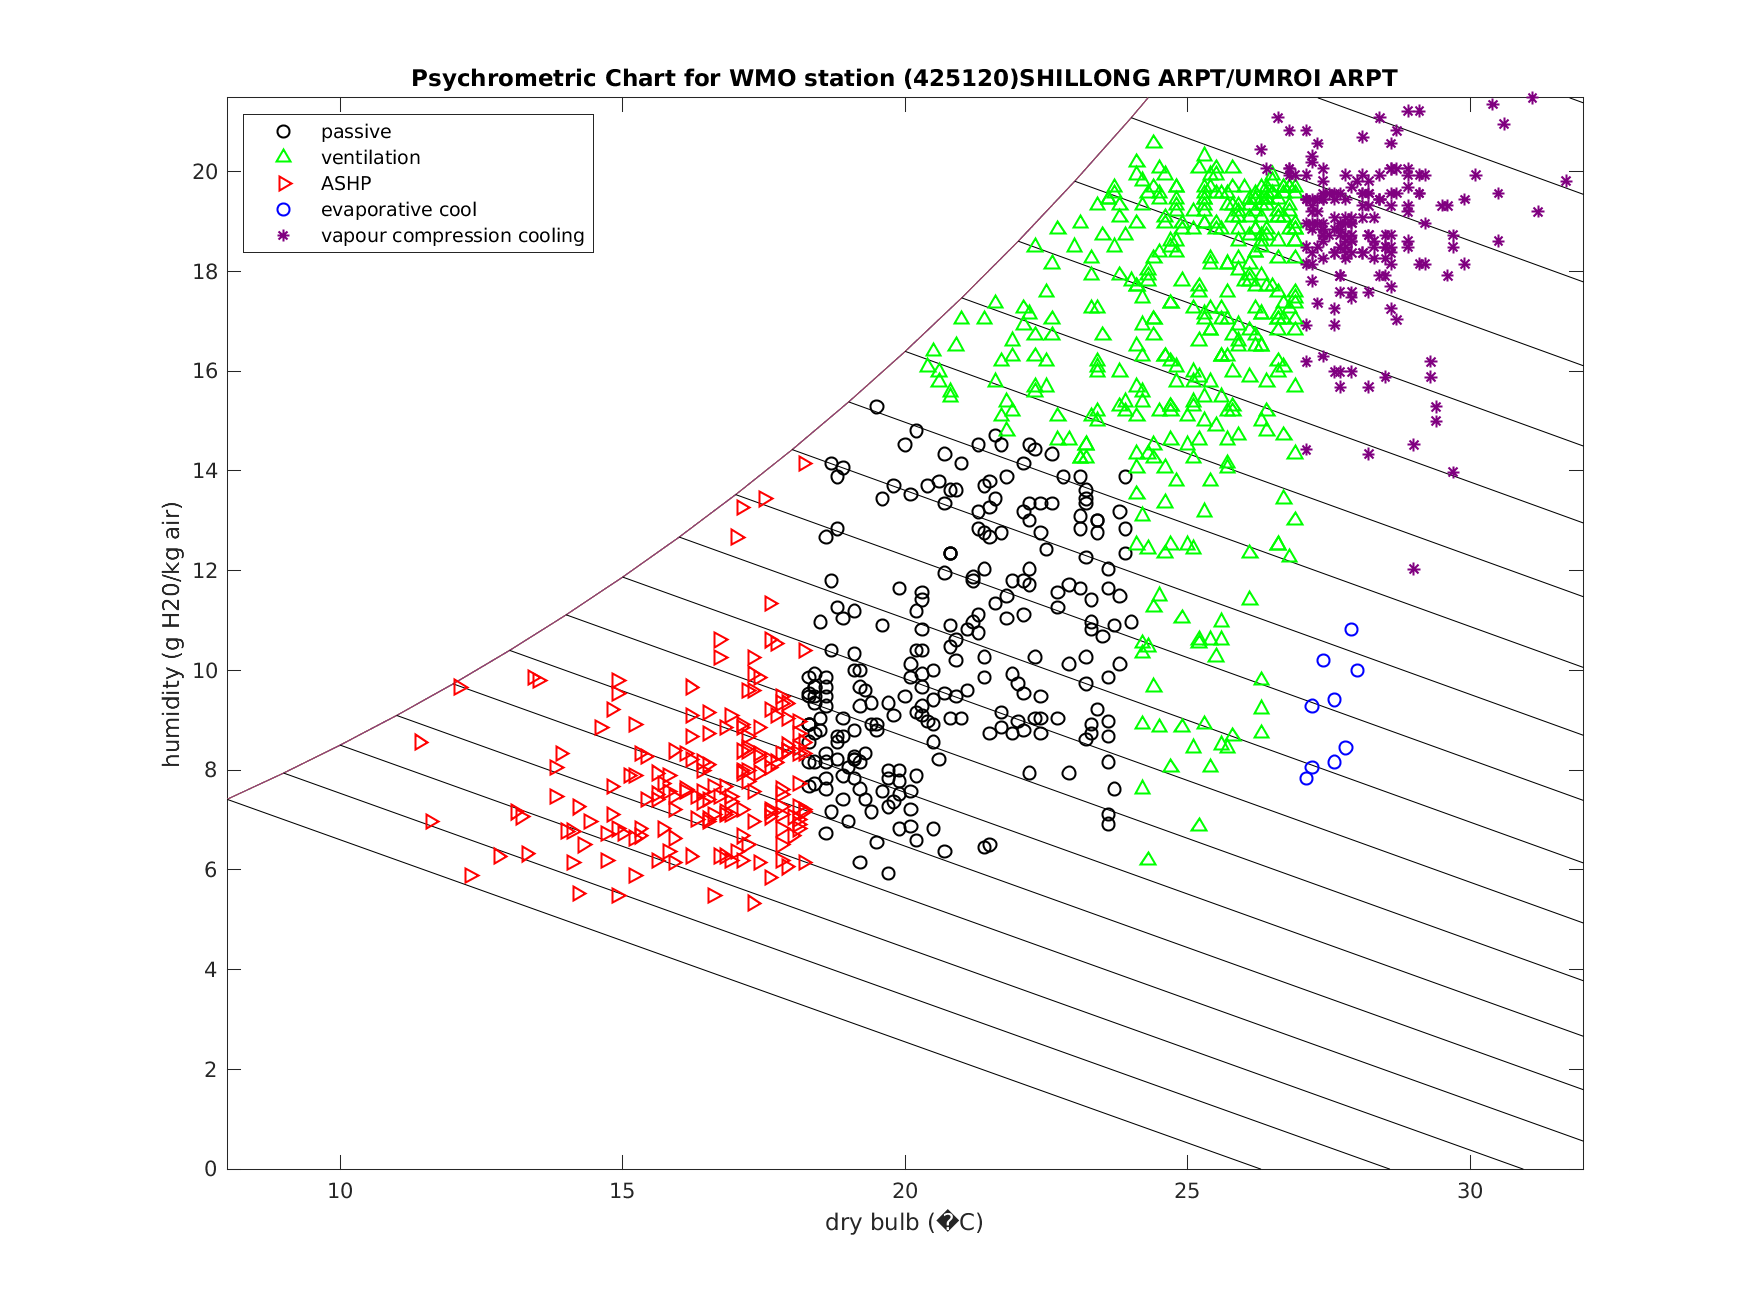 Psychrometric Chart for WMO station (425120)SHILLONG ARPT/UMROI ARPT
passive
ventilation
ASHP
evaporative cool
vapour compression cooling
humidity (g H20/kg air)
20
18
16
14
12
10
8
6
4
2
0
10 15 20 25 30
dry bulb (�C)